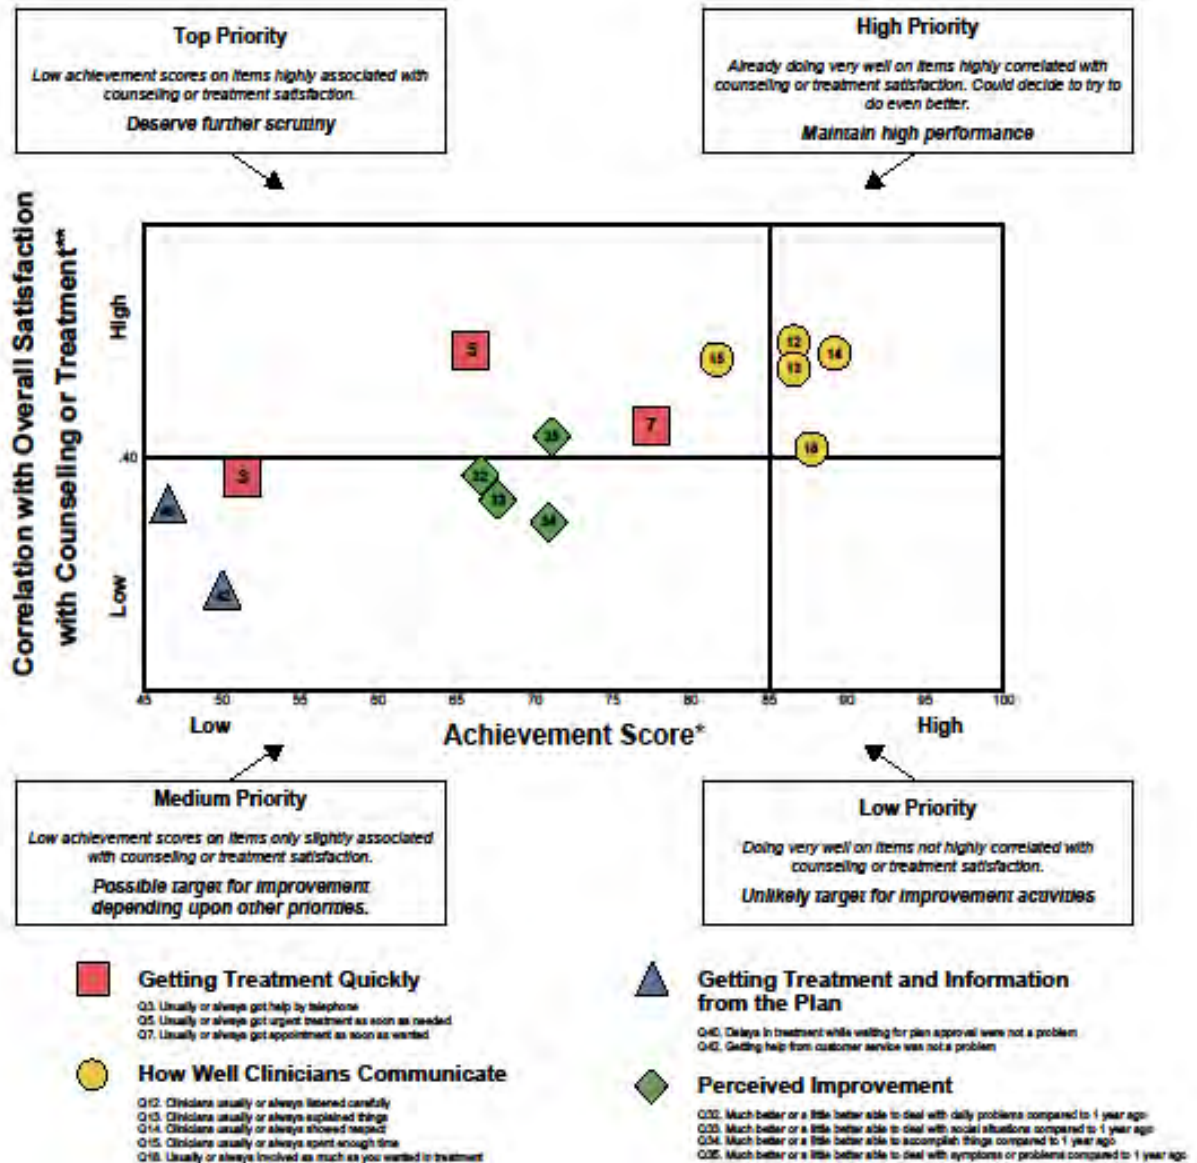 Top Priority
Low achievement scores on items highly associated with
counseling or treatment satisfaction.
Deserve further scrutiny
High Priority
Already doing very well on items highly correlated with
counseling or treatment satisfaction. Could decide to try to
do even better.
Maintain high performance
Correlation with Overall Satisfaction
with Counseling or Treatment**
High
.40
Low
5
15
12
13
14
7
35
18
3
32
33
34
40
42
45 50 55 60 65 70 75 80 85 90 95 100
Low
Achievement Score*
High
Medium Priority
Low achievement scores on items only slightly associated
with counseling or treatment satisfaction.
Possible target for improvement
depending upon other priorities.
Low Priority
Doing very well on items not highly correlated with
counseling or treatment satisfaction.
Unlikely target for improvement activities
Getting Treatment Quickly
Q3. Usually or always got help by telephone
Q5. Usually or always got urgent treatment as soon as needed
Q7. Usually or always got appointment as soon as wanted
How Well Clinicians Communicate
Q12. Clinicians usually or always listened carefully
Q13. Clinicians usually or always explained things
Q14. Clinicians usually or always showed respect
Q15. Clinicians usually or always spent enough time
Q18. Usually or always involved as much as you wanted in treatment
Getting Treatment and Information
from the Plan
Q40. Delays in treatment while waiting for plan approval were not a problem
Q42. Getting help from customer service was not a problem
Perceived Improvement
Q32. Much better or a little better able to deal with daily problems compared to 1 year ago
Q33. Much better or a little better able to deal with social situations compared to 1 year ago
Q34. Much better or a little better able to accomplish things compared to 1 year ago
Q35. Much better or a little better able to deal with symptoms or problems compared to 1 year ago